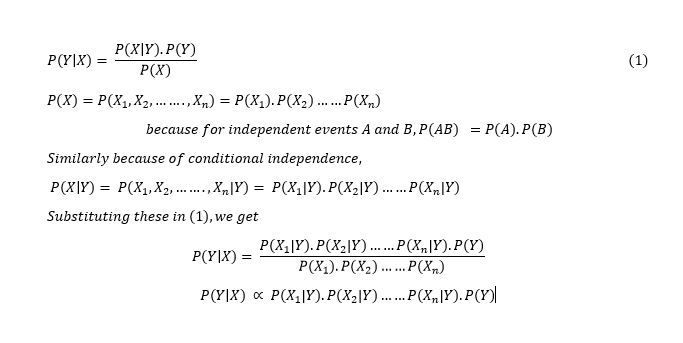 P(Y|X) = P(X|Y). P(Y) / P(X) (1)
P(X) = P(X₁, X₂, … … . , Xₙ) = P(X₁). P(X₂) … … P(Xₙ)
because for independent events A and B, P(AB) = P(A). P(B)
Similarly because of conditional independence,
P(X|Y) = P(X₁, X₂, … … . , Xₙ|Y) = P(X₁|Y). P(X₂|Y) … … P(Xₙ|Y)
Substituting these in (1), we get
P(Y|X) = P(X₁|Y). P(X₂|Y) … … P(Xₙ|Y). P(Y) / P(X₁). P(X₂) … … P(Xₙ)
P(Y|X) ∝ P(X₁|Y). P(X₂|Y) … … P(Xₙ|Y). P(Y)